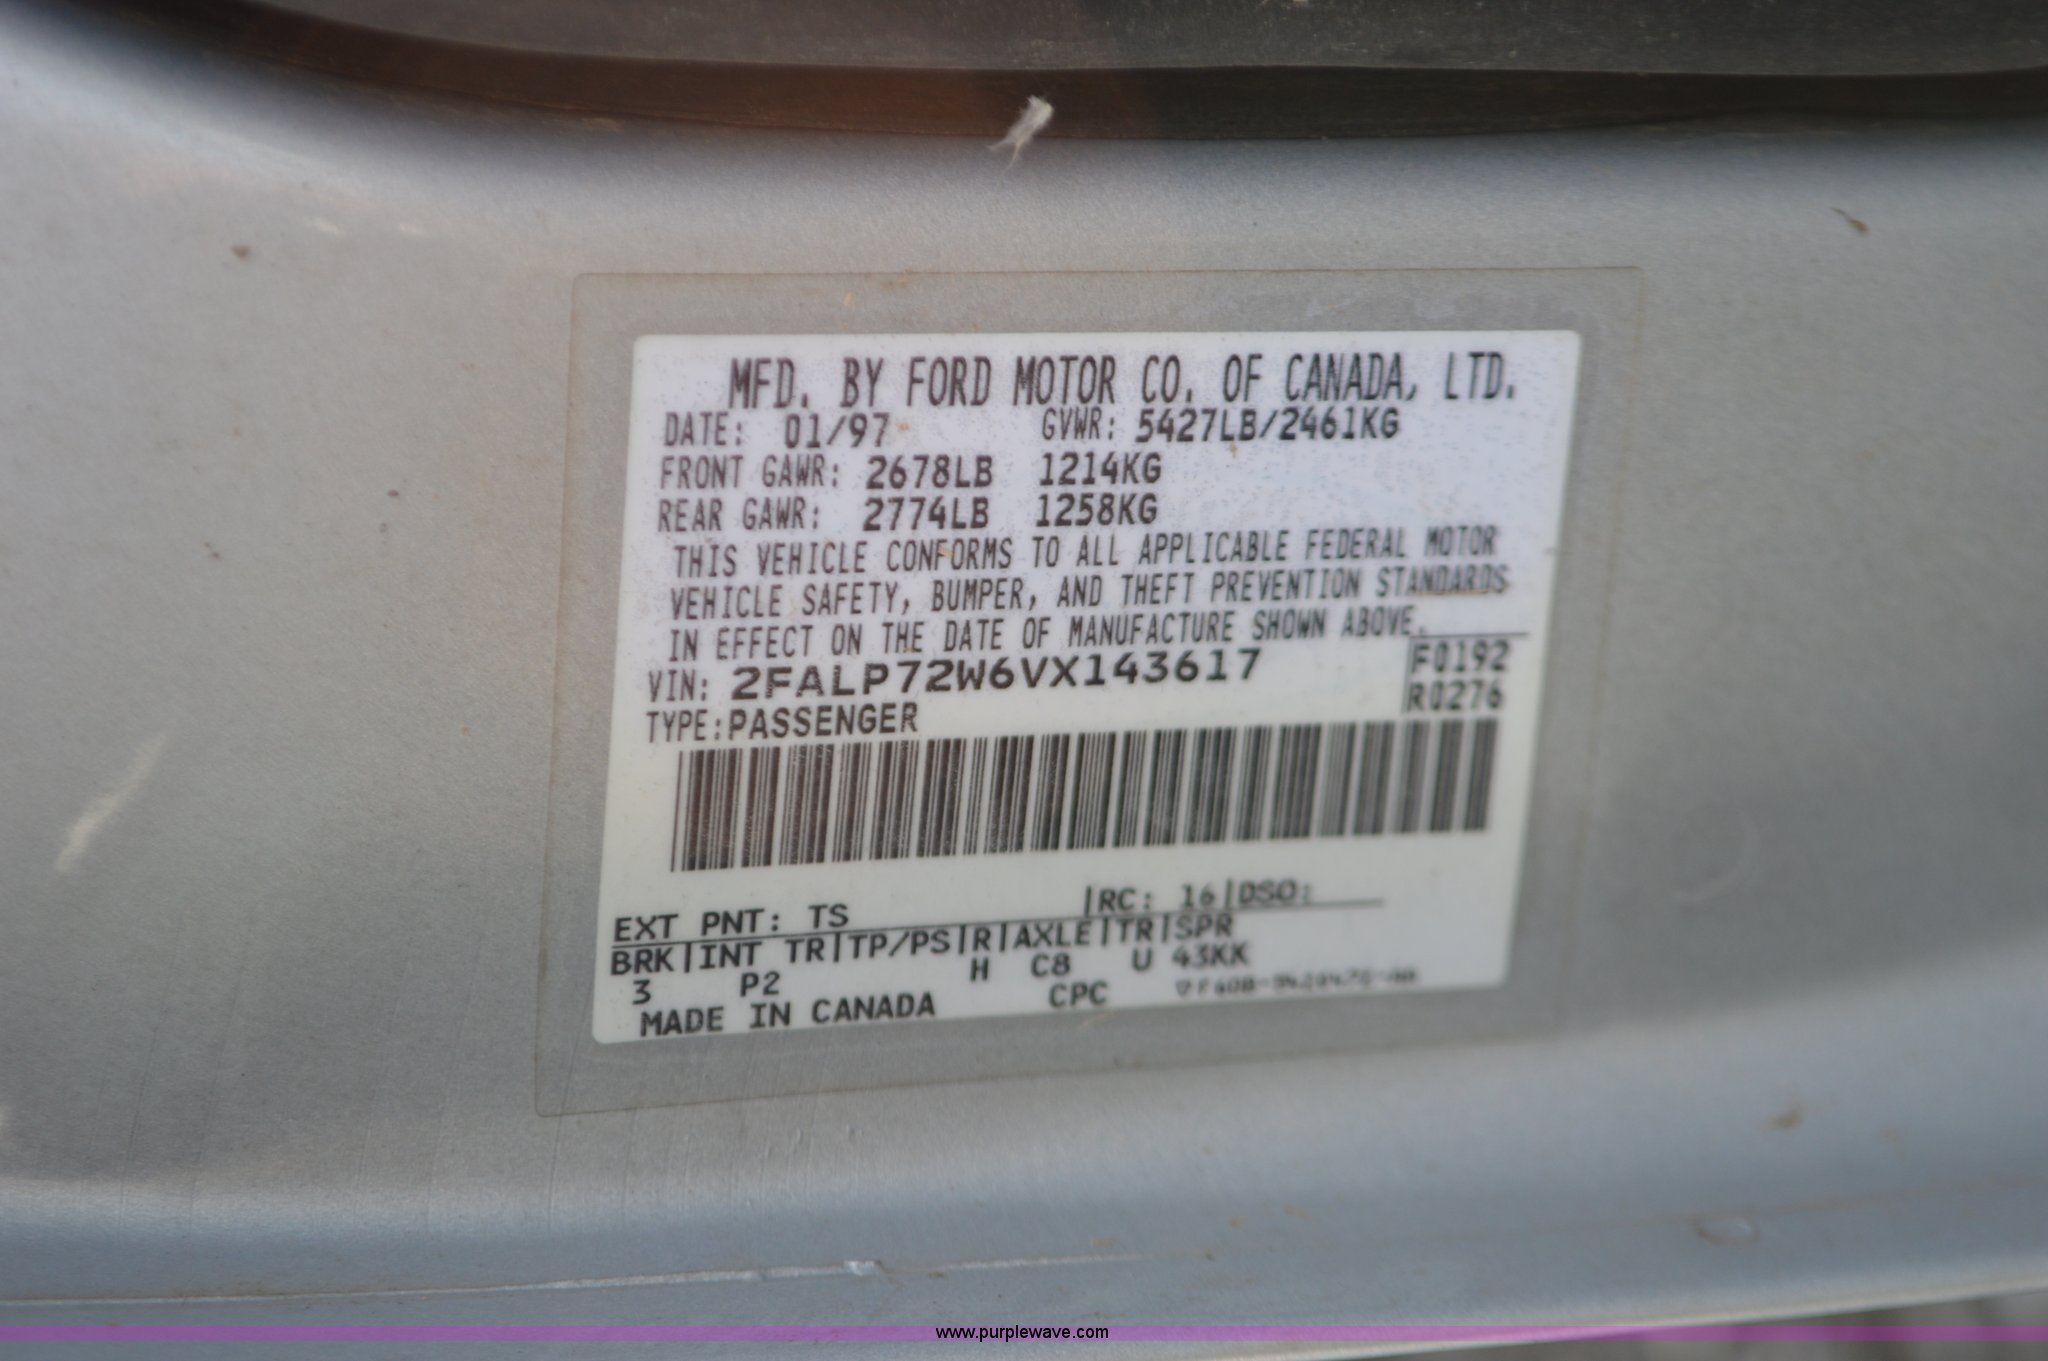 MFD. BY FORD MOTOR CO. OF CANADA, LTD.
DATE: 01/97 GVWR: 5427LB/2461KG
FRONT GAWR: 2678LB 1214KG
REAR GAWR: 2774LB 1258KG
THIS VEHICLE CONFORMS TO ALL APPLICABLE FEDERAL MOTOR
VEHICLE SAFETY, BUMPER, AND THEFT PREVENTION STANDARDS
IN EFFECT ON THE DATE OF MANUFACTURE SHOWN ABOVE.
VIN: 2FALP72W6VX143617 F0192
TYPE: PASSENGER R0276
EXT PNT: TS |RC: 16|DSO:
BRK|INT TR|TP/PS|R|AXLE|TR|SPR
3 P2 H C8 U 43KK
MADE IN CANADA CPC
www.purplewave.com